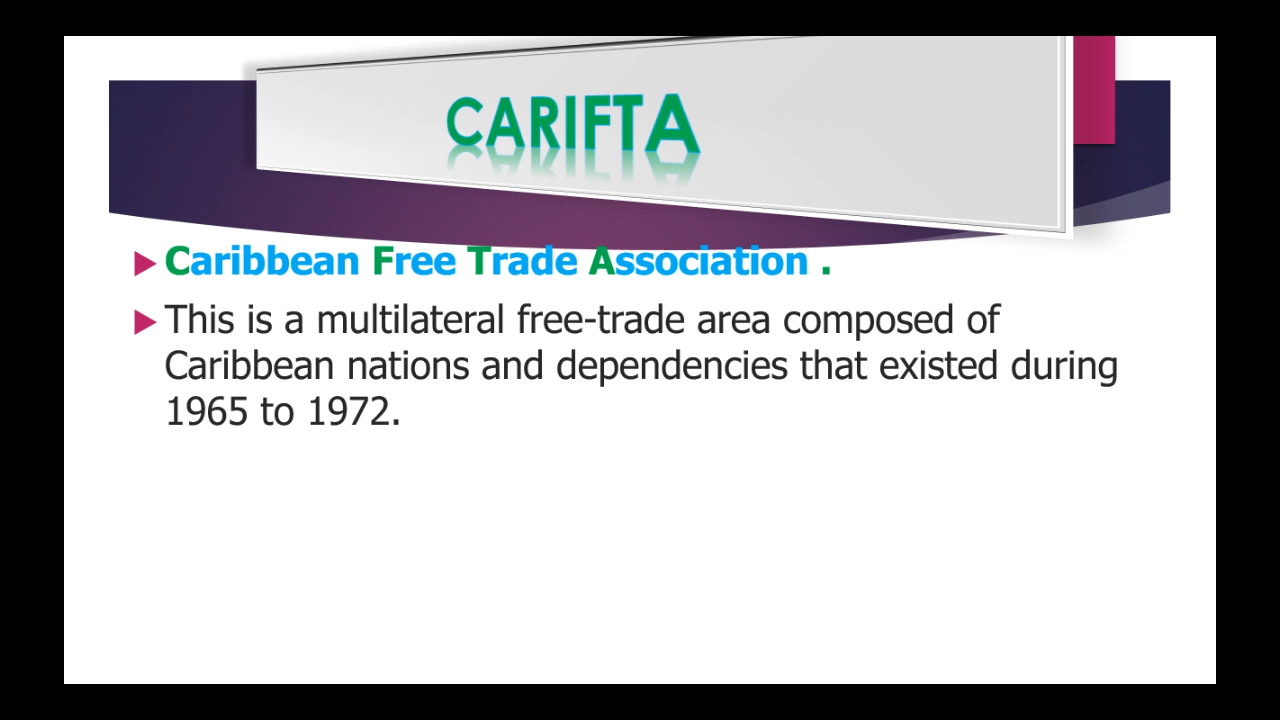 CARIFTA
Caribbean Free Trade Association .
This is a multilateral free-trade area composed of
Caribbean nations and dependencies that existed during
1965 to 1972.